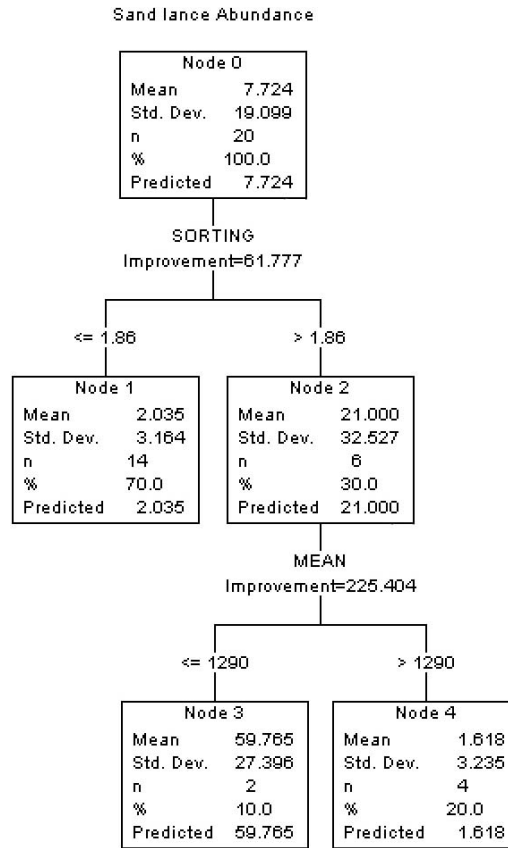 Sand lance Abundance
Node 0
Mean 7.724
Std. Dev. 19.099
n 20
% 100.0
Predicted 7.724
SORTING
Improvement=61.777
<= 1.86
> 1.86
Node 1
Mean 2.035
Std. Dev. 3.164
n 14
% 70.0
Predicted 2.035
Node 2
Mean 21.000
Std. Dev. 32.527
n 6
% 30.0
Predicted 21.000
MEAN
Improvement=225.404
<= 1290
> 1290
Node 3
Mean 59.765
Std. Dev. 27.396
n 2
% 10.0
Predicted 59.765
Node 4
Mean 1.618
Std. Dev. 3.235
n 4
% 20.0
Predicted 1.618